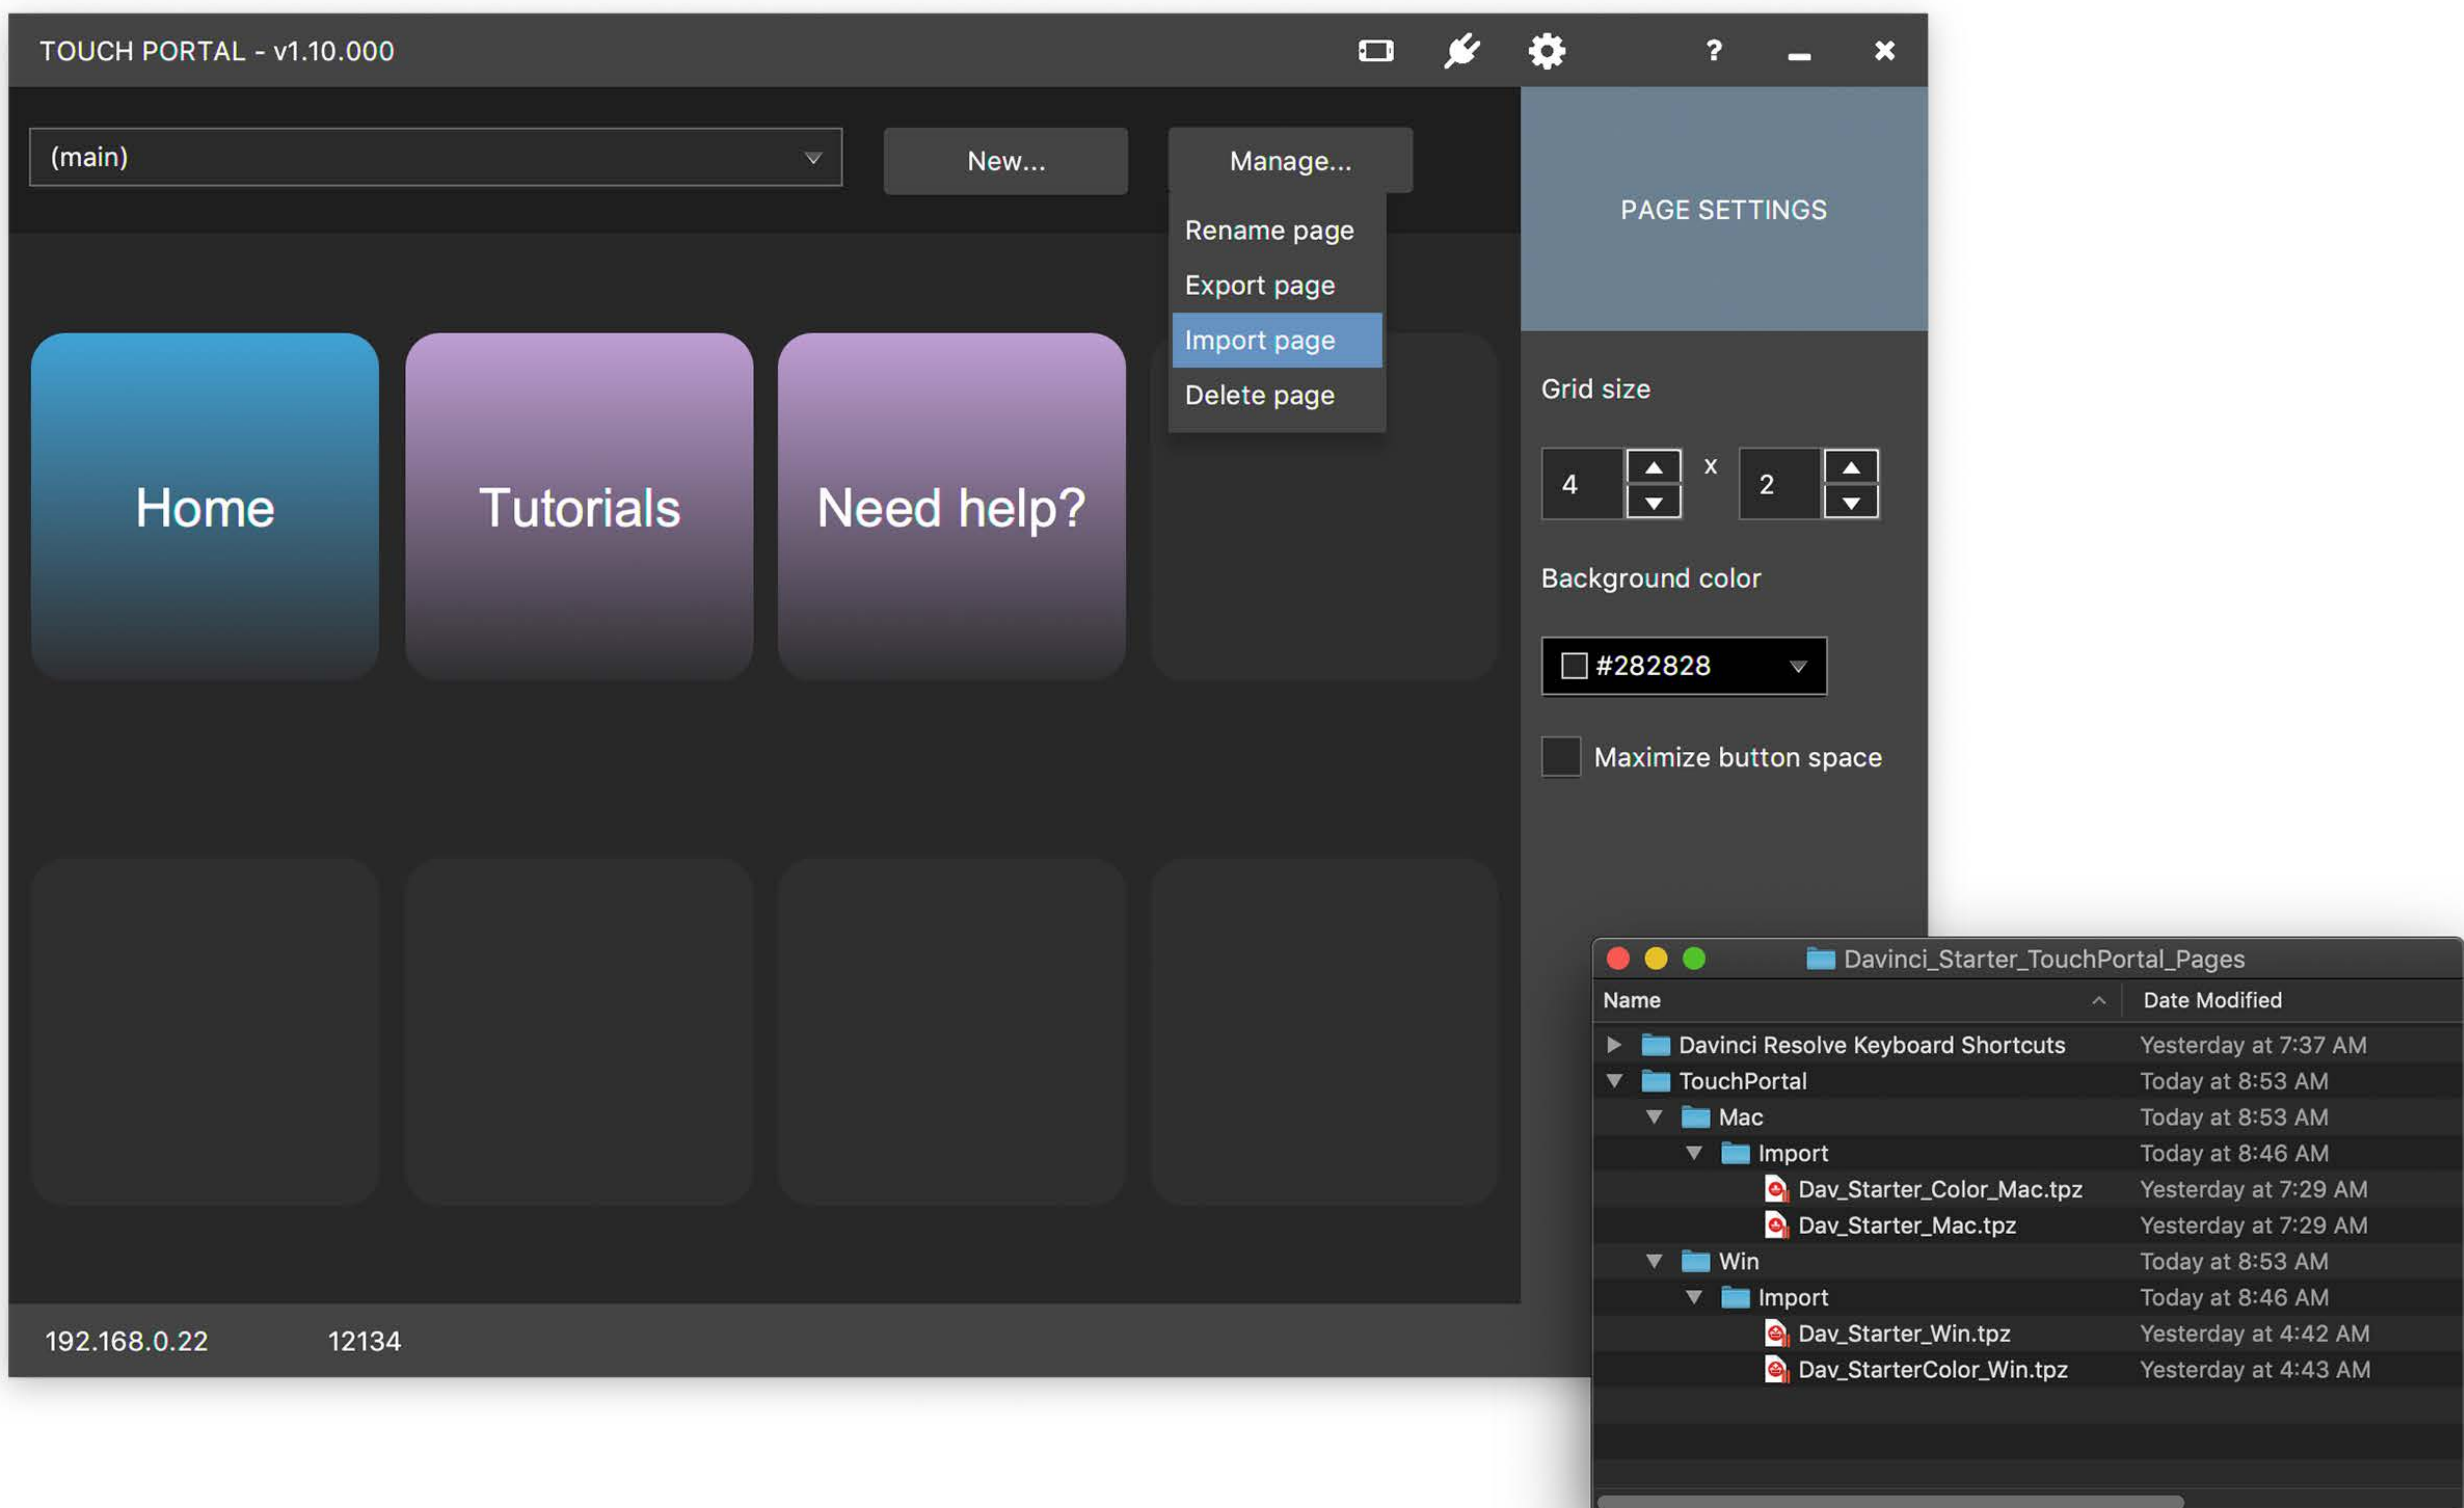 TOUCH PORTAL - v1.10.000
?
(main)
New...
Manage...
Rename page
Export page
Import page
Delete page
PAGE SETTINGS
Home
Tutorials
Need help?
Grid size
4 x 2
Background color
#282828
Maximize button space
192.168.0.22 12134
Davinci_Starter_TouchPortal_Pages
Name Date Modified
Davinci Resolve Keyboard Shortcuts Yesterday at 7:37 AM
TouchPortal Today at 8:53 AM
Mac Today at 8:53 AM
Import Today at 8:46 AM
Dav_Starter_Color_Mac.tpz Yesterday at 7:29 AM
Dav_Starter_Mac.tpz Yesterday at 7:29 AM
Win Today at 8:53 AM
Import Today at 8:46 AM
Dav_Starter_Win.tpz Yesterday at 4:42 AM
Dav_StarterColor_Win.tpz Yesterday at 4:43 AM